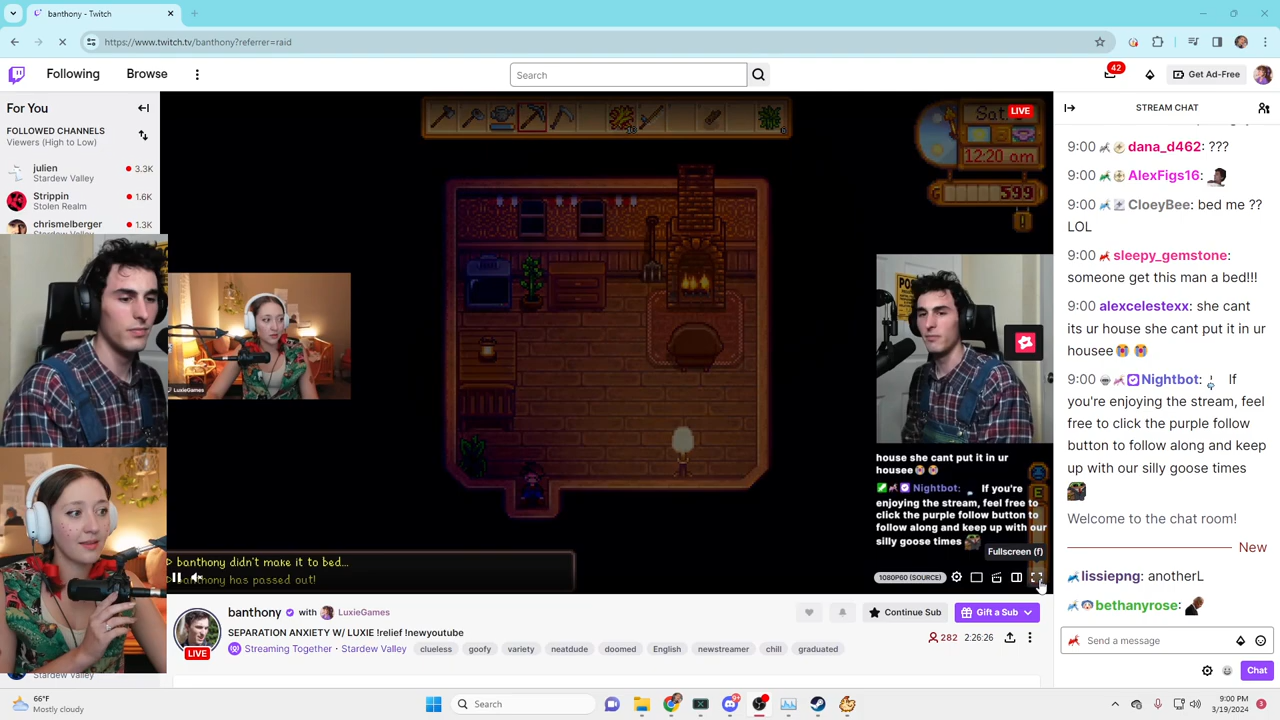 banthony - Twitch
https://www.twitch.tv/banthony?referrer=raid
Following
Browse
Search
42
Get Ad-Free
For You
FOLLOWED CHANNELS
Viewers (High to Low)
julien
3.3K
Stardew Valley
Strippin
1.6K
Stolen Realm
chrismelberger
1.3K
Stardew Valley
LIVE
12:20 am
599
LuxieGames
banthony didn't make it to bed...
banthony has passed out!
house she cant put it in ur
housee
Nightbot: If you're
enjoying the stream, feel free to
click the purple follow button to
follow along and keep up with our
silly goose times
Fullscreen (f)
1080P60 (SOURCE)
banthony with LuxieGames
Continue Sub
Gift a Sub
SEPARATION ANXIETY W/ LUXIE !relief !newyoutube
282
2:26:26
LIVE
Streaming Together · Stardew Valley
clueless
goofy
variety
neatdude
doomed
English
newstreamer
chill
graduated
Stardew Valley
STREAM CHAT
9:00 dana_d462: ???
9:00 AlexFigs16:
9:00 CloeyBee: bed me ??
LOL
9:00 sleepy_gemstone:
someone get this man a bed!!!
9:00 alexcelestexx: she cant
its ur house she cant put it in ur
housee
9:00 Nightbot: If
you're enjoying the stream, feel
free to click the purple follow
button to follow along and keep
up with our silly goose times
Welcome to the chat room!
New
lissiepng: anotherL
bethanyrose:
Send a message
Chat
66°F
Mostly cloudy
Search
9+
9:00 PM
3/19/2024
3